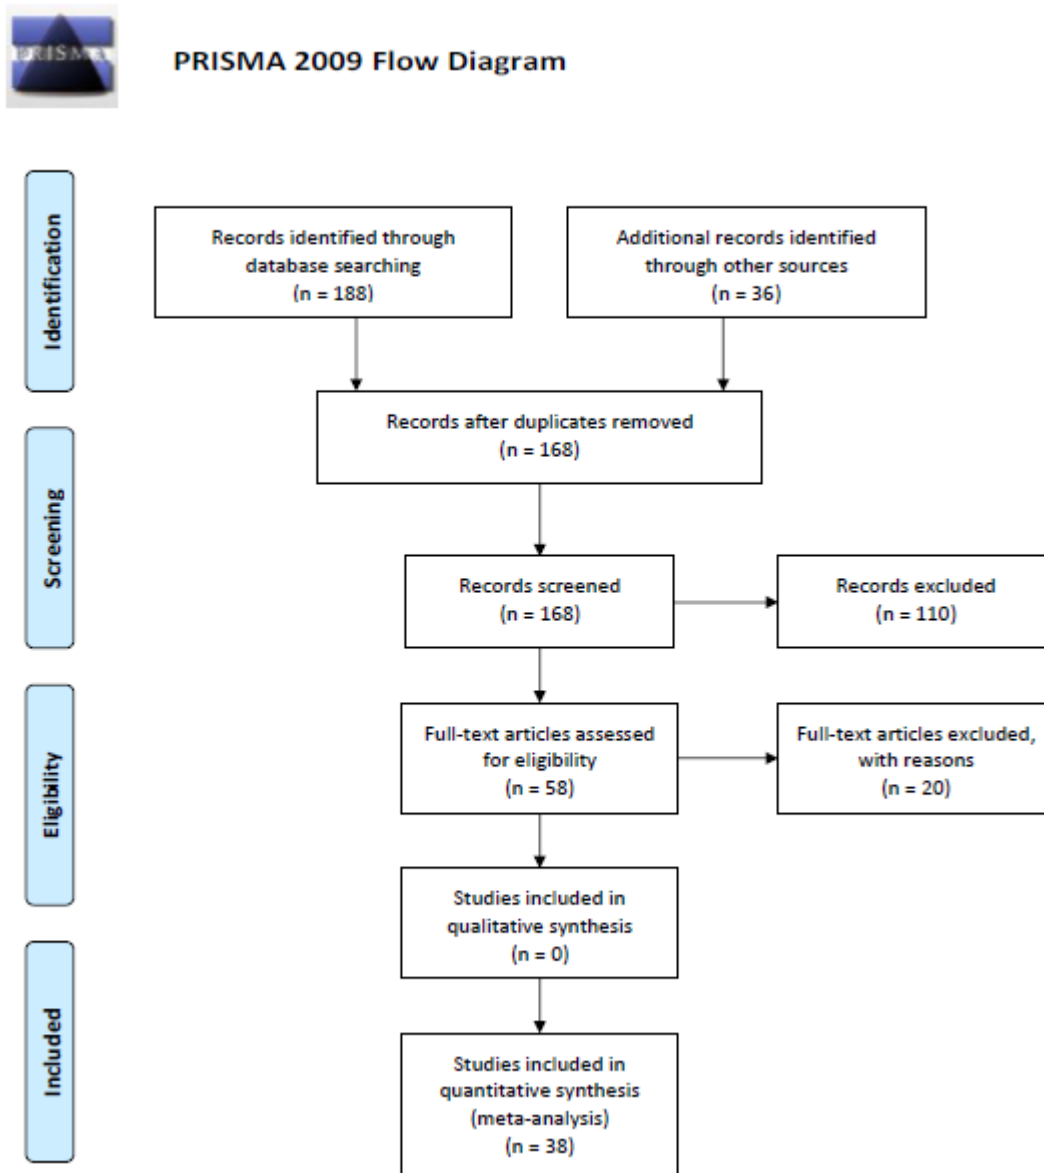 PRISMA
PRISMA 2009 Flow Diagram
Identification
Records identified through
database searching
(n = 188)
Additional records identified
through other sources
(n = 36)
Records after duplicates removed
(n = 168)
Screening
Records screened
(n = 168)
Records excluded
(n = 110)
Eligibility
Full-text articles assessed
for eligibility
(n = 58)
Full-text articles excluded,
with reasons
(n = 20)
Studies included in
qualitative synthesis
(n = 0)
Included
Studies included in
quantitative synthesis
(meta-analysis)
(n = 38)